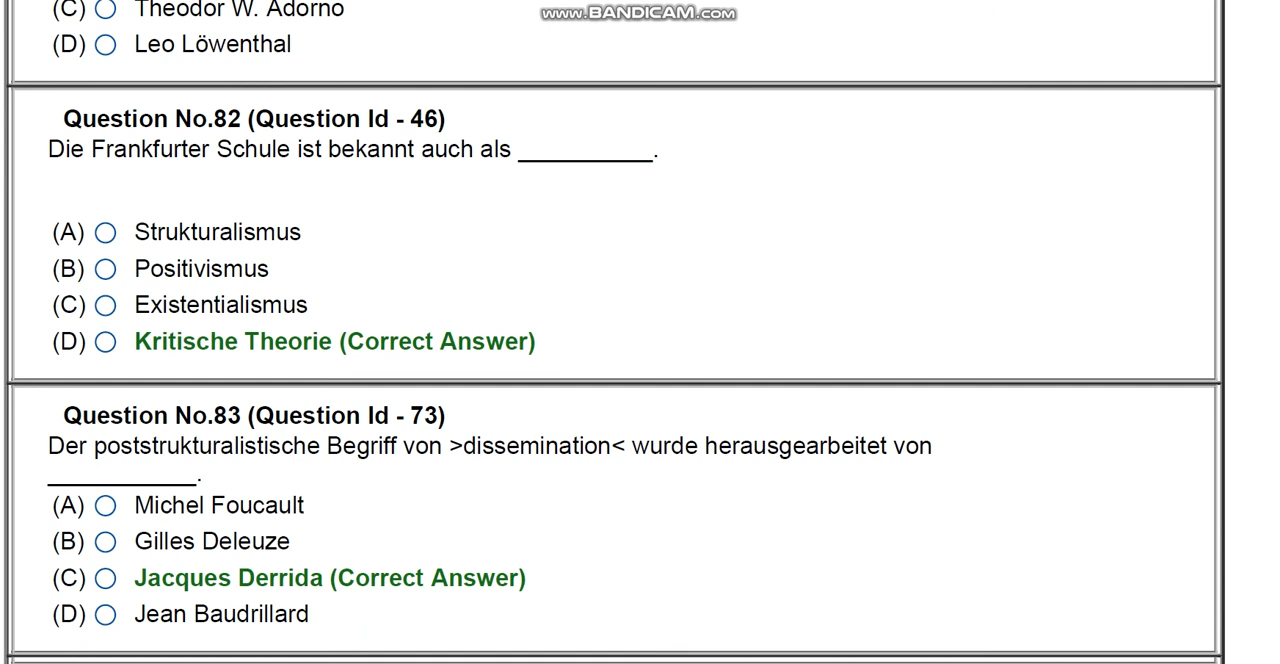 (C) Theodor W. Adorno
www.BANDICAM.com
(D) Leo Löwenthal
Question No.82 (Question Id - 46)
Die Frankfurter Schule ist bekannt auch als __________.
(A) Strukturalismus
(B) Positivismus
(C) Existentialismus
(D) Kritische Theorie (Correct Answer)
Question No.83 (Question Id - 73)
Der poststrukturalistische Begriff von >dissemination< wurde herausgearbeitet von
___________.
(A) Michel Foucault
(B) Gilles Deleuze
(C) Jacques Derrida (Correct Answer)
(D) Jean Baudrillard